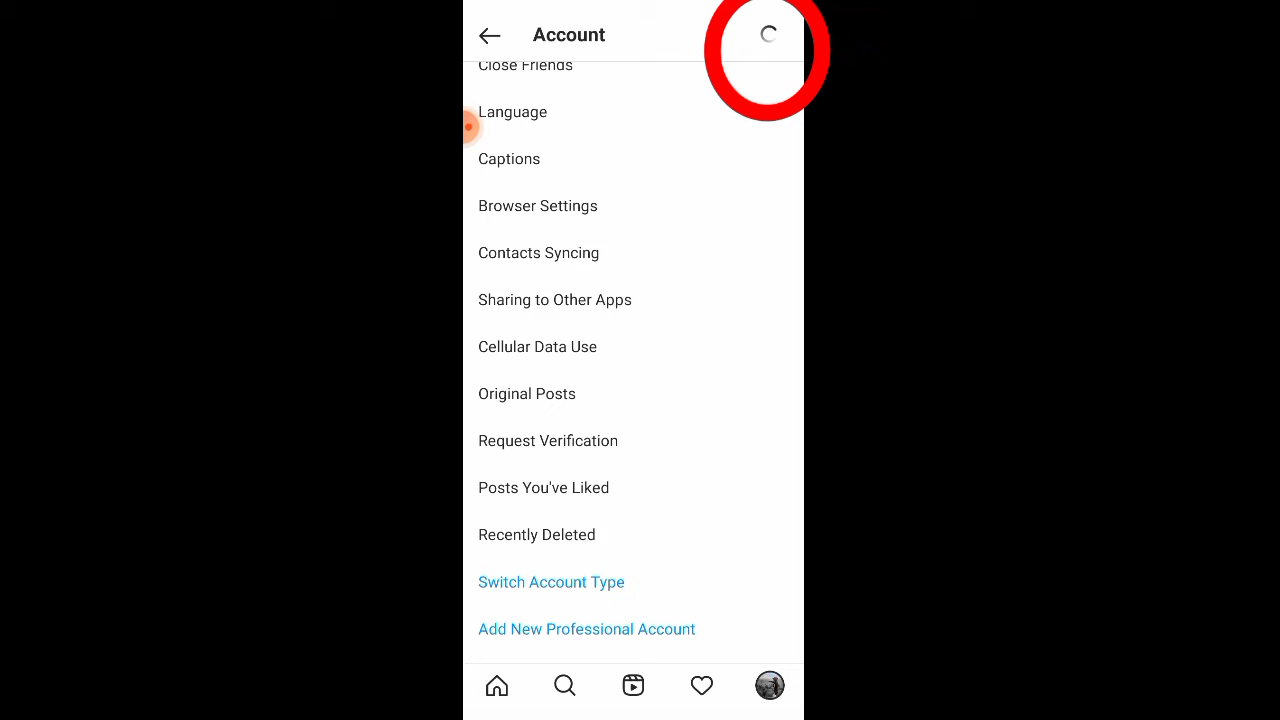 Account
Close Friends
Language
Captions
Browser Settings
Contacts Syncing
Sharing to Other Apps
Cellular Data Use
Original Posts
Request Verification
Posts You've Liked
Recently Deleted
Switch Account Type
Add New Professional Account